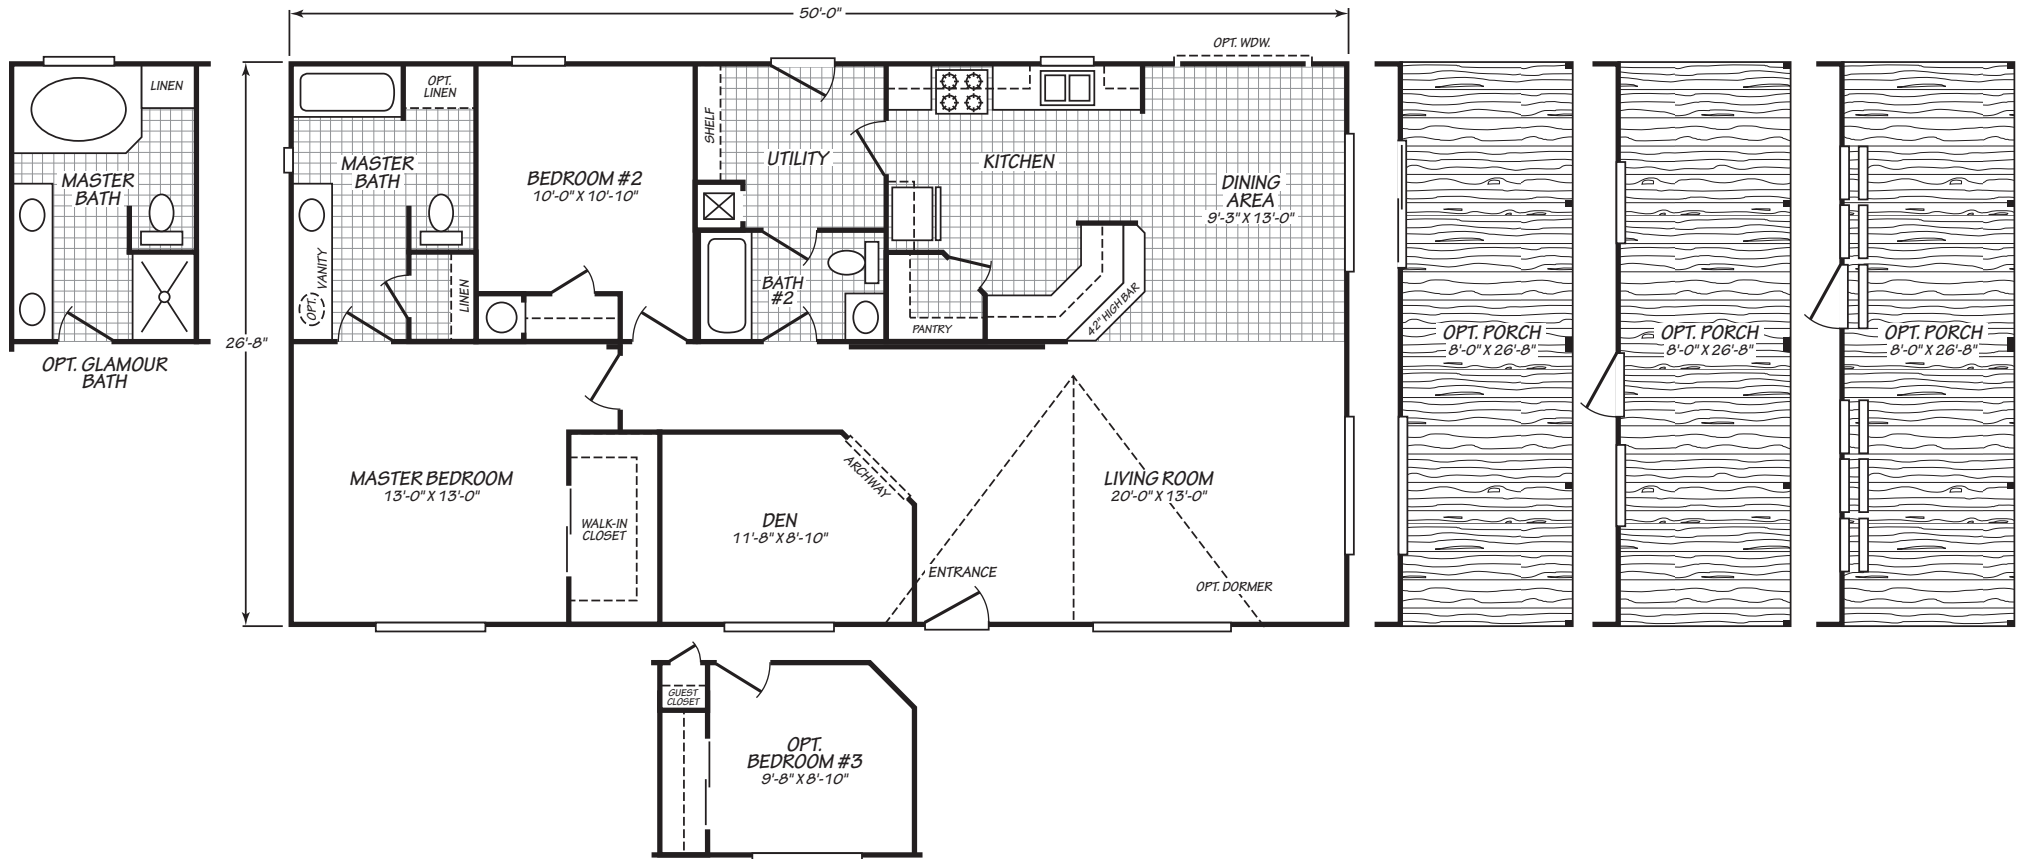 50'-0"
OPT. WDW.
LINEN
MASTER
BATH
OPT. GLAMOUR
BATH
26'-8"
OPT.
LINEN
MASTER
BATH
OPT.
VANITY
LINEN
BEDROOM #2
10'-0" X 10'-10"
SHELF
UTILITY
BATH
#2
KITCHEN
PANTRY
42" HIGH BAR
DINING
AREA
9'-3" X 13'-0"
OPT. PORCH
8'-0" X 26'-8"
OPT. PORCH
8'-0" X 26'-8"
OPT. PORCH
8'-0" X 26'-8"
MASTER BEDROOM
13'-0" X 13'-0"
WALK-IN
CLOSET
ARCHWAY
DEN
11'-8" X 8'-10"
LIVING ROOM
20'-0" X 13'-0"
ENTRANCE
OPT. DORMER
GUEST
CLOSET
OPT.
BEDROOM #3
9'-8" X 8'-10"